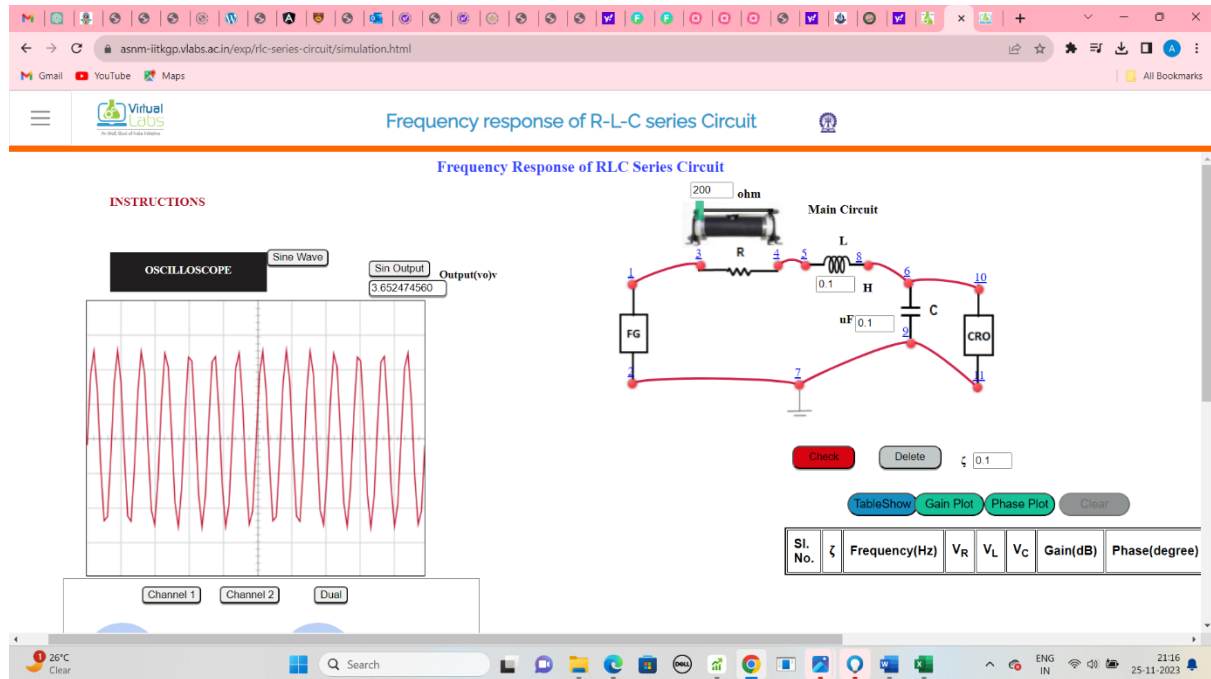 asnm-iitkgp.vlabs.ac.in/exp/rlc-series-circuit/simulation.html
A
Gmail YouTube Maps All Bookmarks
Virtual
Labs
Frequency response of R-L-C series Circuit
Frequency Response of RLC Series Circuit
INSTRUCTIONS
OSCILLOSCOPE
Sine Wave
Sin Output
Output(vo)v
3.652474560
200 ohm
Main Circuit
R
L
1
3
4
5
8
6
10
0.1 H
uF 0.1
C
9
FG
CRO
2
7
11
Check Delete ζ 0.1
TableShow Gain Plot Phase Plot Clear
Sl. No. ζ Frequency(Hz) VR VL VC Gain(dB) Phase(degree)
Channel 1 Channel 2 Dual
1
26°C
Clear
Search
DELL
ENG
IN
21:16
25-11-2023